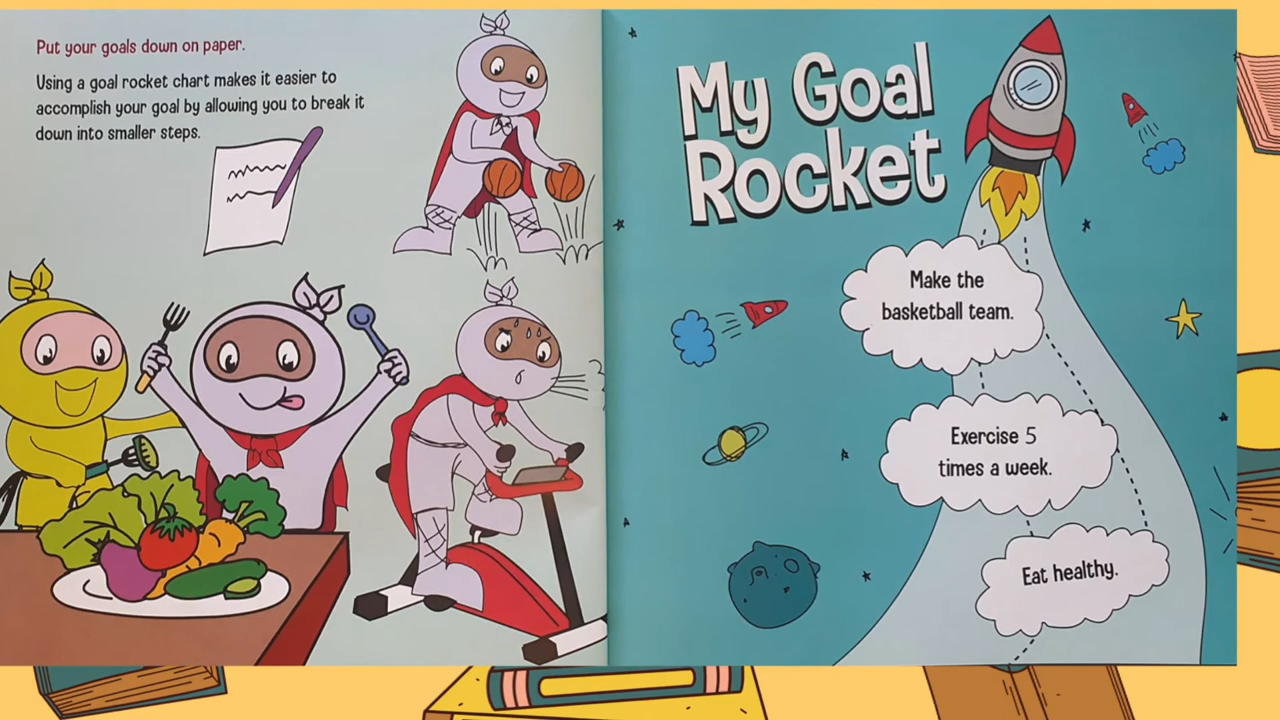 Put your goals down on paper.
Using a goal rocket chart makes it easier to
accomplish your goal by allowing you to break it
down into smaller steps.
My Goal
Rocket
Make the
basketball team.
Exercise 5
times a week.
Eat healthy.